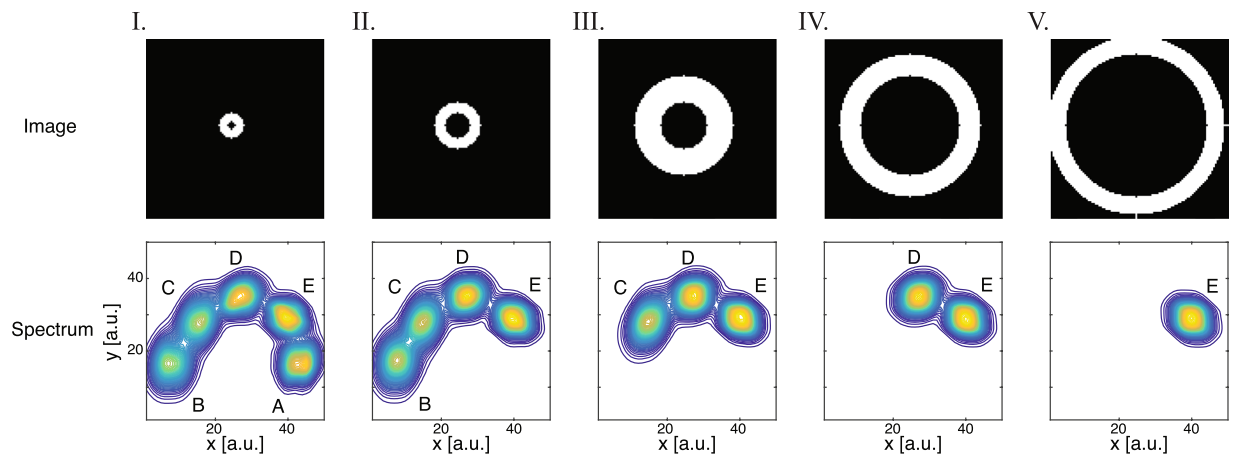 I. II. III. IV. V.
Image
Spectrum
y [a.u.]
40
20
C D E B A
C D E B
C D E
D E
E
20 40 20 40 20 40 20 40 20 40
x [a.u.] x [a.u.] x [a.u.] x [a.u.] x [a.u.]